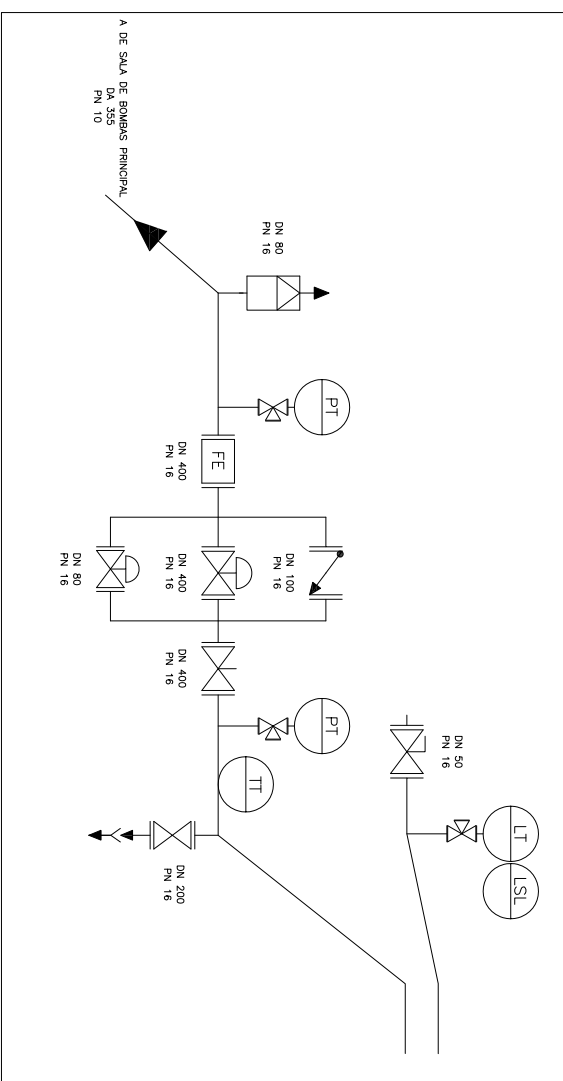 A DE SALA DE BOMBAS PRINCIPAL
DA 355
PN 10
DN 80
PN 16
PT
FE
DN 400
PN 16
DN 80
PN 16
DN 400
PN 16
DN 100
PN 16
DN 400
PN 16
PT
TT
DN 200
PN 16
DN 50
PN 16
LT
LSL